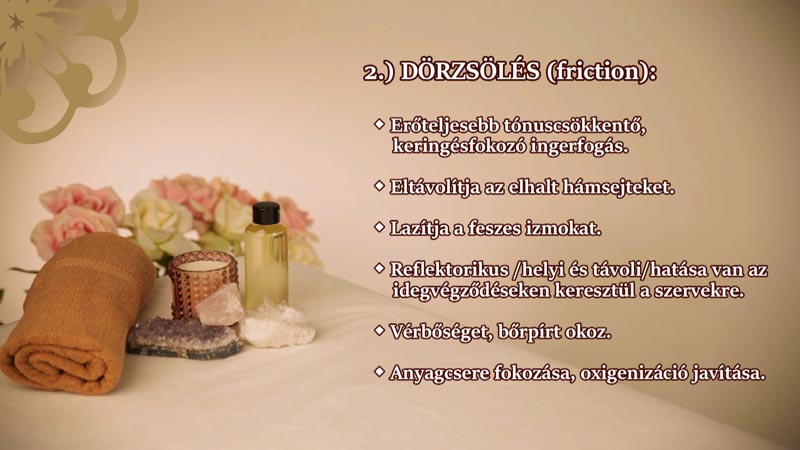 2.) DÖRZSÖLÉS (friction):
Erőteljesebb tónuscsökkentő,
keringésfokozó ingerfogás.
Eltávolítja az elhalt hámsejteket.
Lazítja a feszes izmokat.
Reflektorikus /helyi és távoli/hatása van az
idegvégződéseken keresztül a szervekre.
Vérbőséget, bőrpírt okoz.
Anyagcsere fokozása, oxigenizáció javítása.